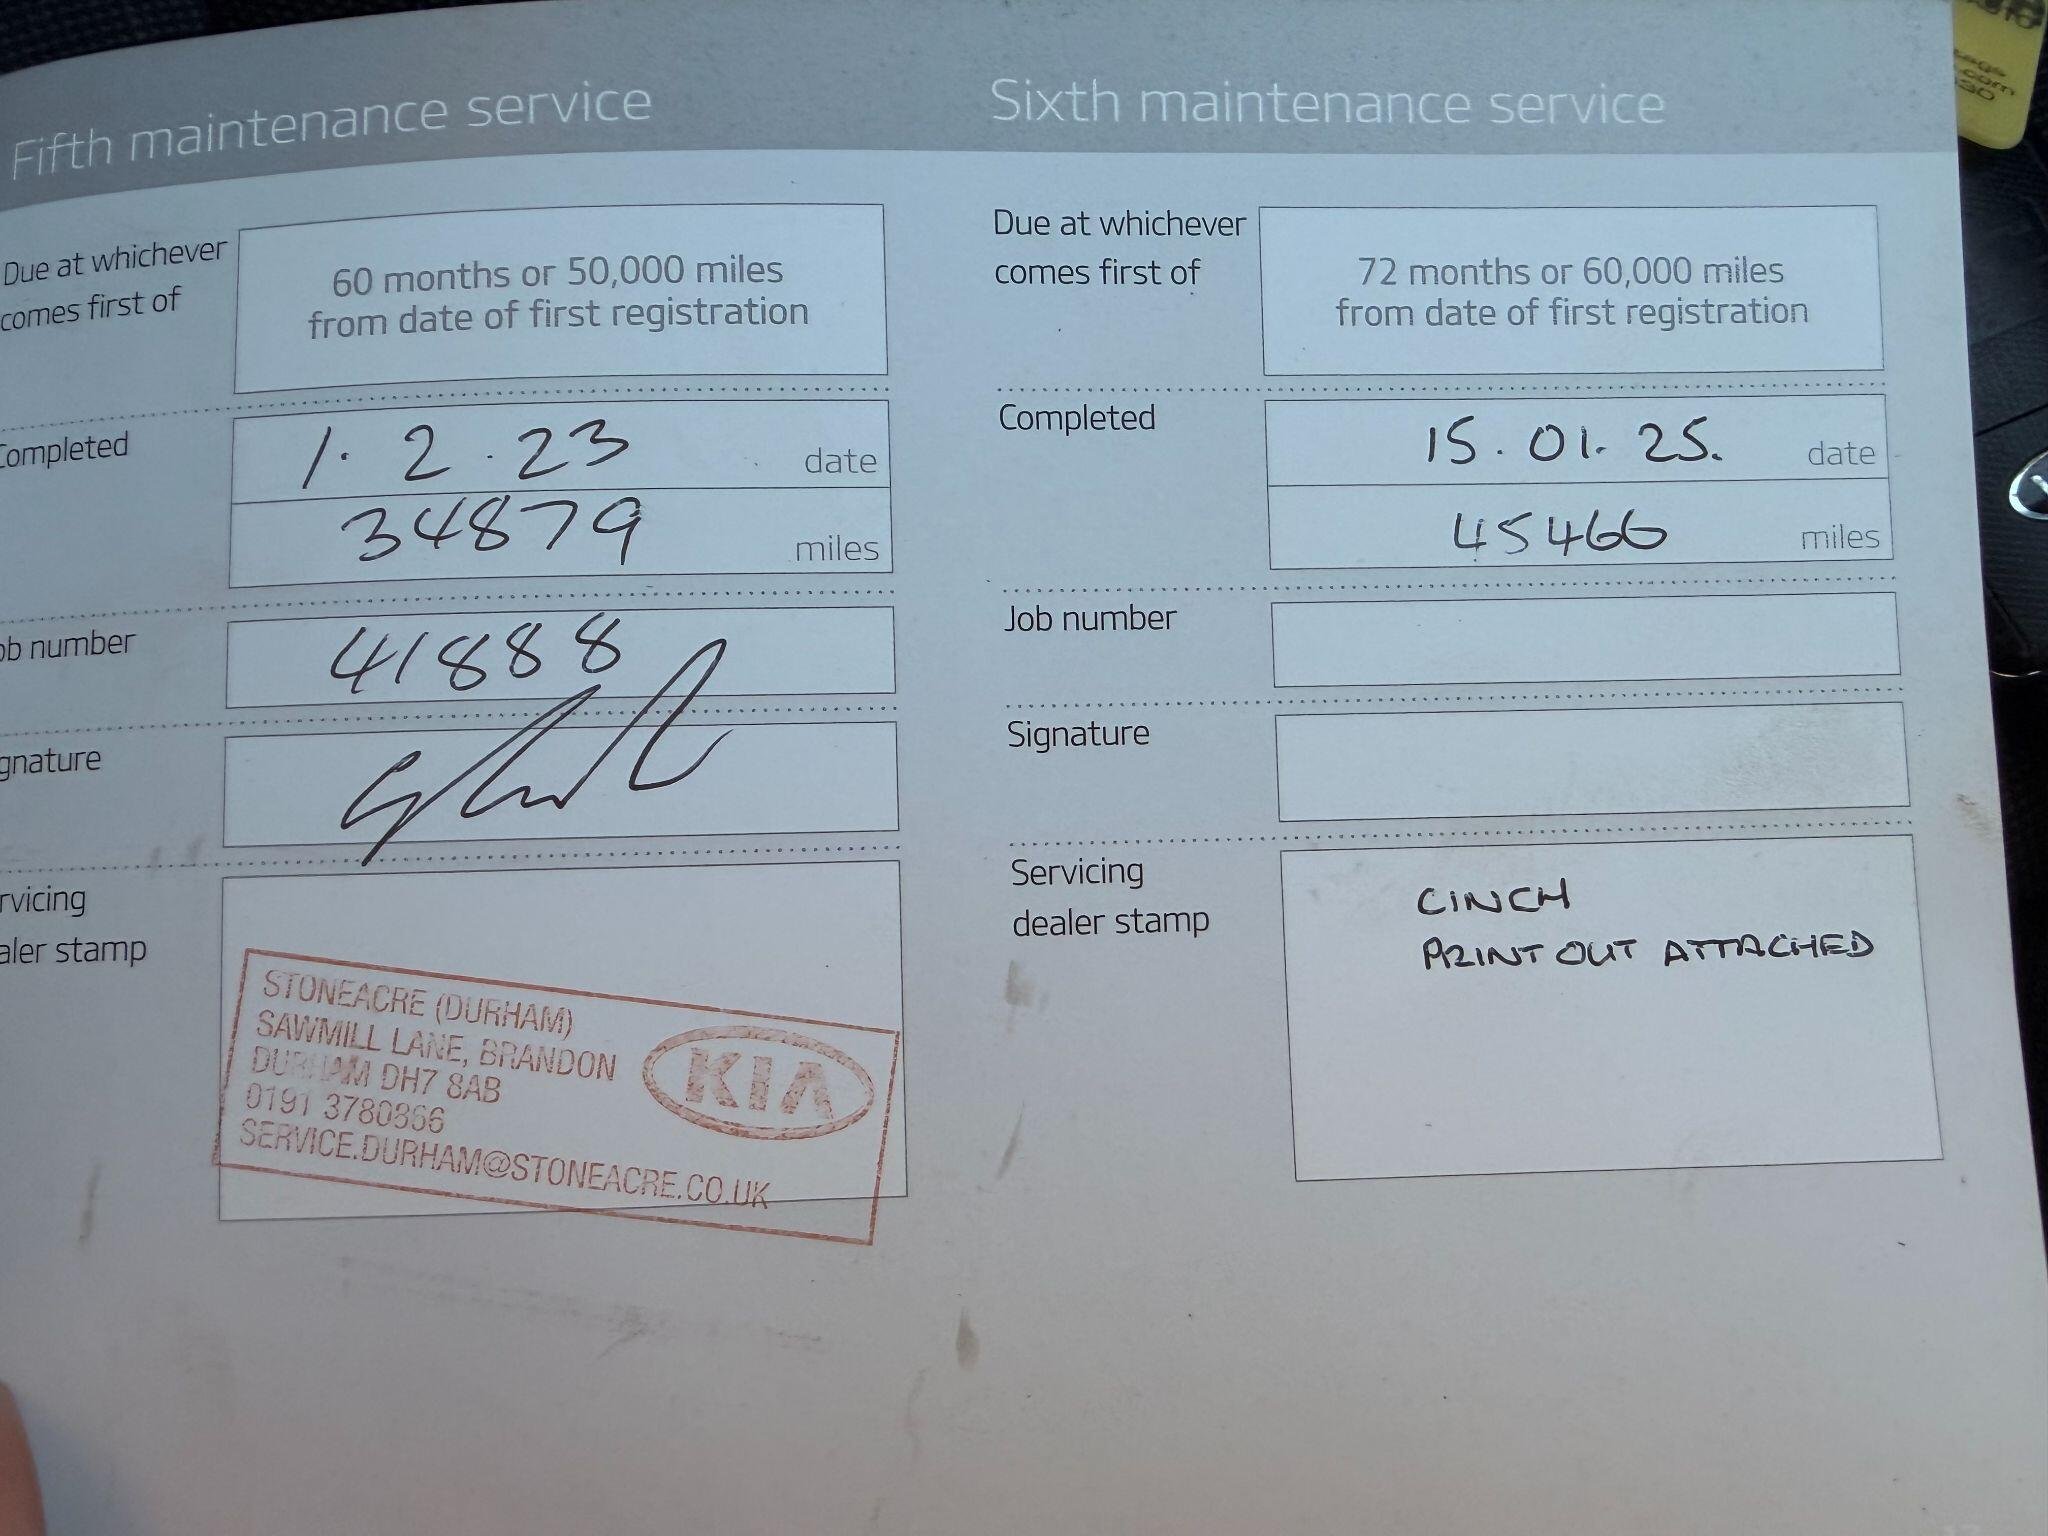 Fifth maintenance service
Due at whichever
comes first of
60 months or 50,000 miles
from date of first registration
Completed
1.2.23 date
34879 miles
ob number
41888
gnature
rvicing
aler stamp
STONEACRE (DURHAM)
SAWMILL LANE, BRANDON
DURHAM DH7 8AB
0191 3780866
SERVICE.DURHAM@STONEACRE.CO.UK
KIA
Sixth maintenance service
Due at whichever
comes first of
72 months or 60,000 miles
from date of first registration
Completed
15.01.25. date
45466 miles
Job number
Signature
Servicing
dealer stamp
CINCH
PRINT OUT ATTACHED